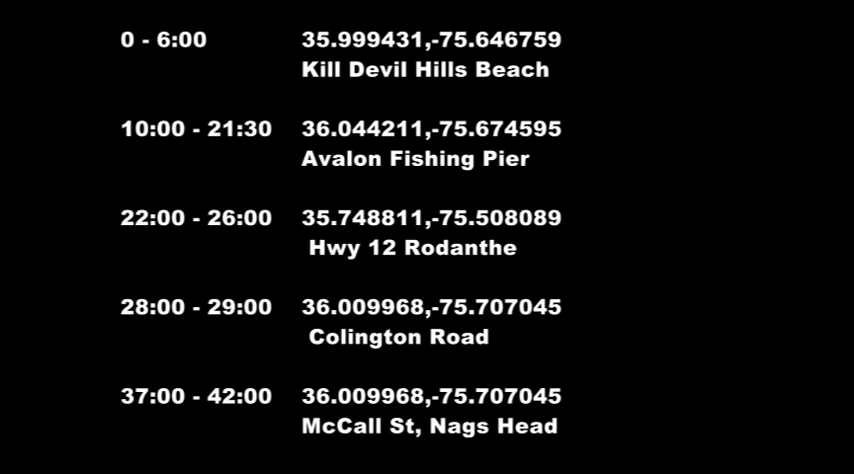 0 - 6:00 35.999431,-75.646759
Kill Devil Hills Beach
10:00 - 21:30 36.044211,-75.674595
Avalon Fishing Pier
22:00 - 26:00 35.748811,-75.508089
Hwy 12 Rodanthe
28:00 - 29:00 36.009968,-75.707045
Colington Road
37:00 - 42:00 36.009968,-75.707045
McCall St, Nags Head